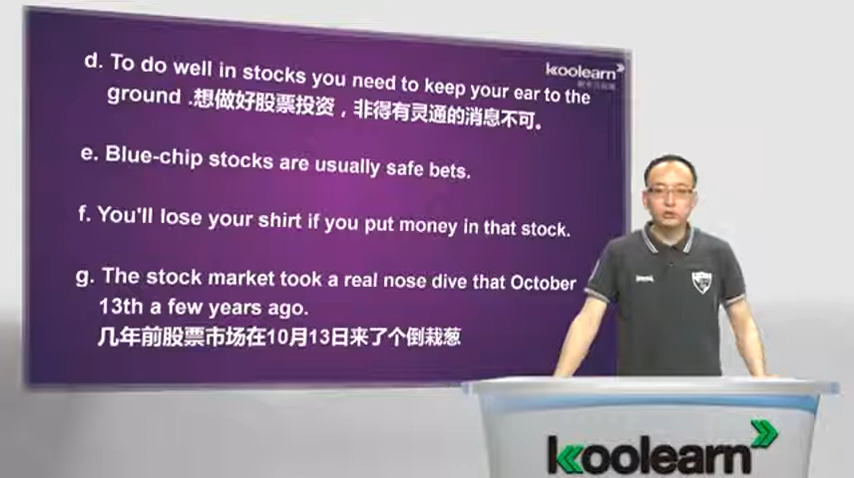 koolearn
d. To do well in stocks you need to keep your ear to the
ground .想做好股票投资，非得有灵通的消息不可。
e. Blue-chip stocks are usually safe bets.
f. You'll lose your shirt if you put money in that stock.
g. The stock market took a real nose dive that October
13th a few years ago.
几年前股票市场在10月13日来了个倒栽葱
koolearn